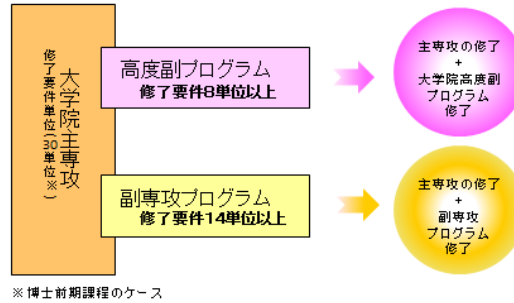 大学院主専攻
修了要件単位(30単位※)
高度副プログラム
修了要件8単位以上
主専攻の修了
+
大学院高度副
プログラム
修了
副専攻プログラム
修了要件14単位以上
主専攻の修了
+
副専攻
プログラム
修了
※博士前期課程のケース